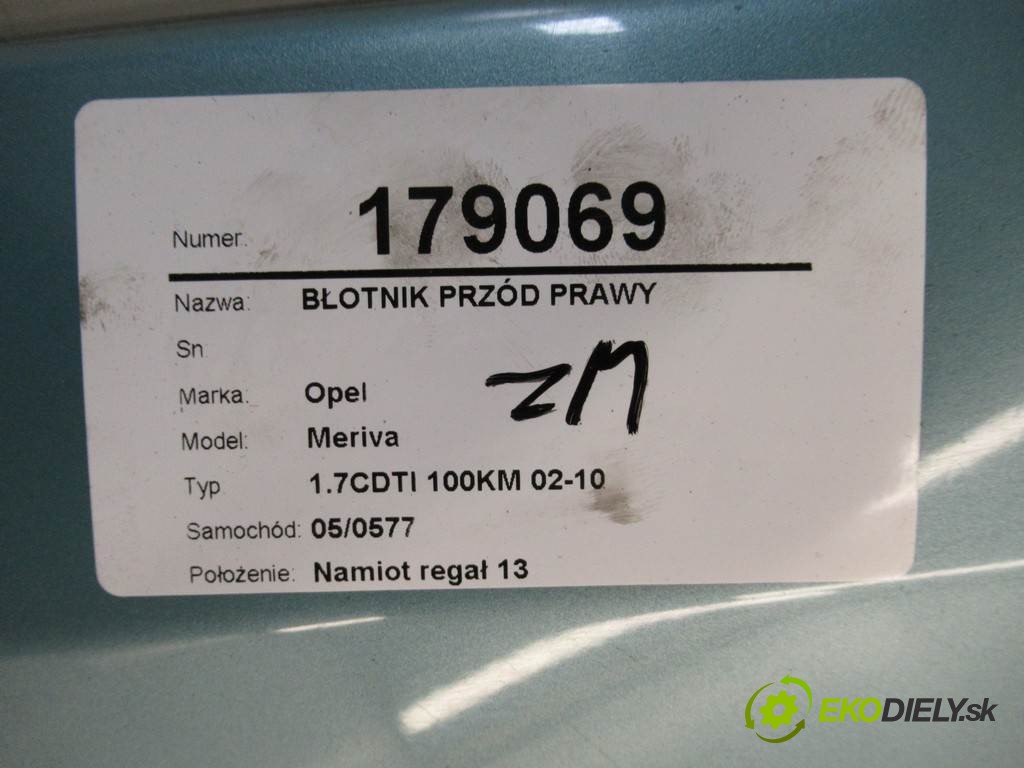 Numer: 179069
Nazwa: BŁOTNIK PRZÓD PRAWY
Sn
Marka: Opel
ZM
Model: Meriva
Typ 1.7CDTI 100KM 02-10
Samochód: 05/0577
Położenie: Namiot regał 13
EKODIELY.sk